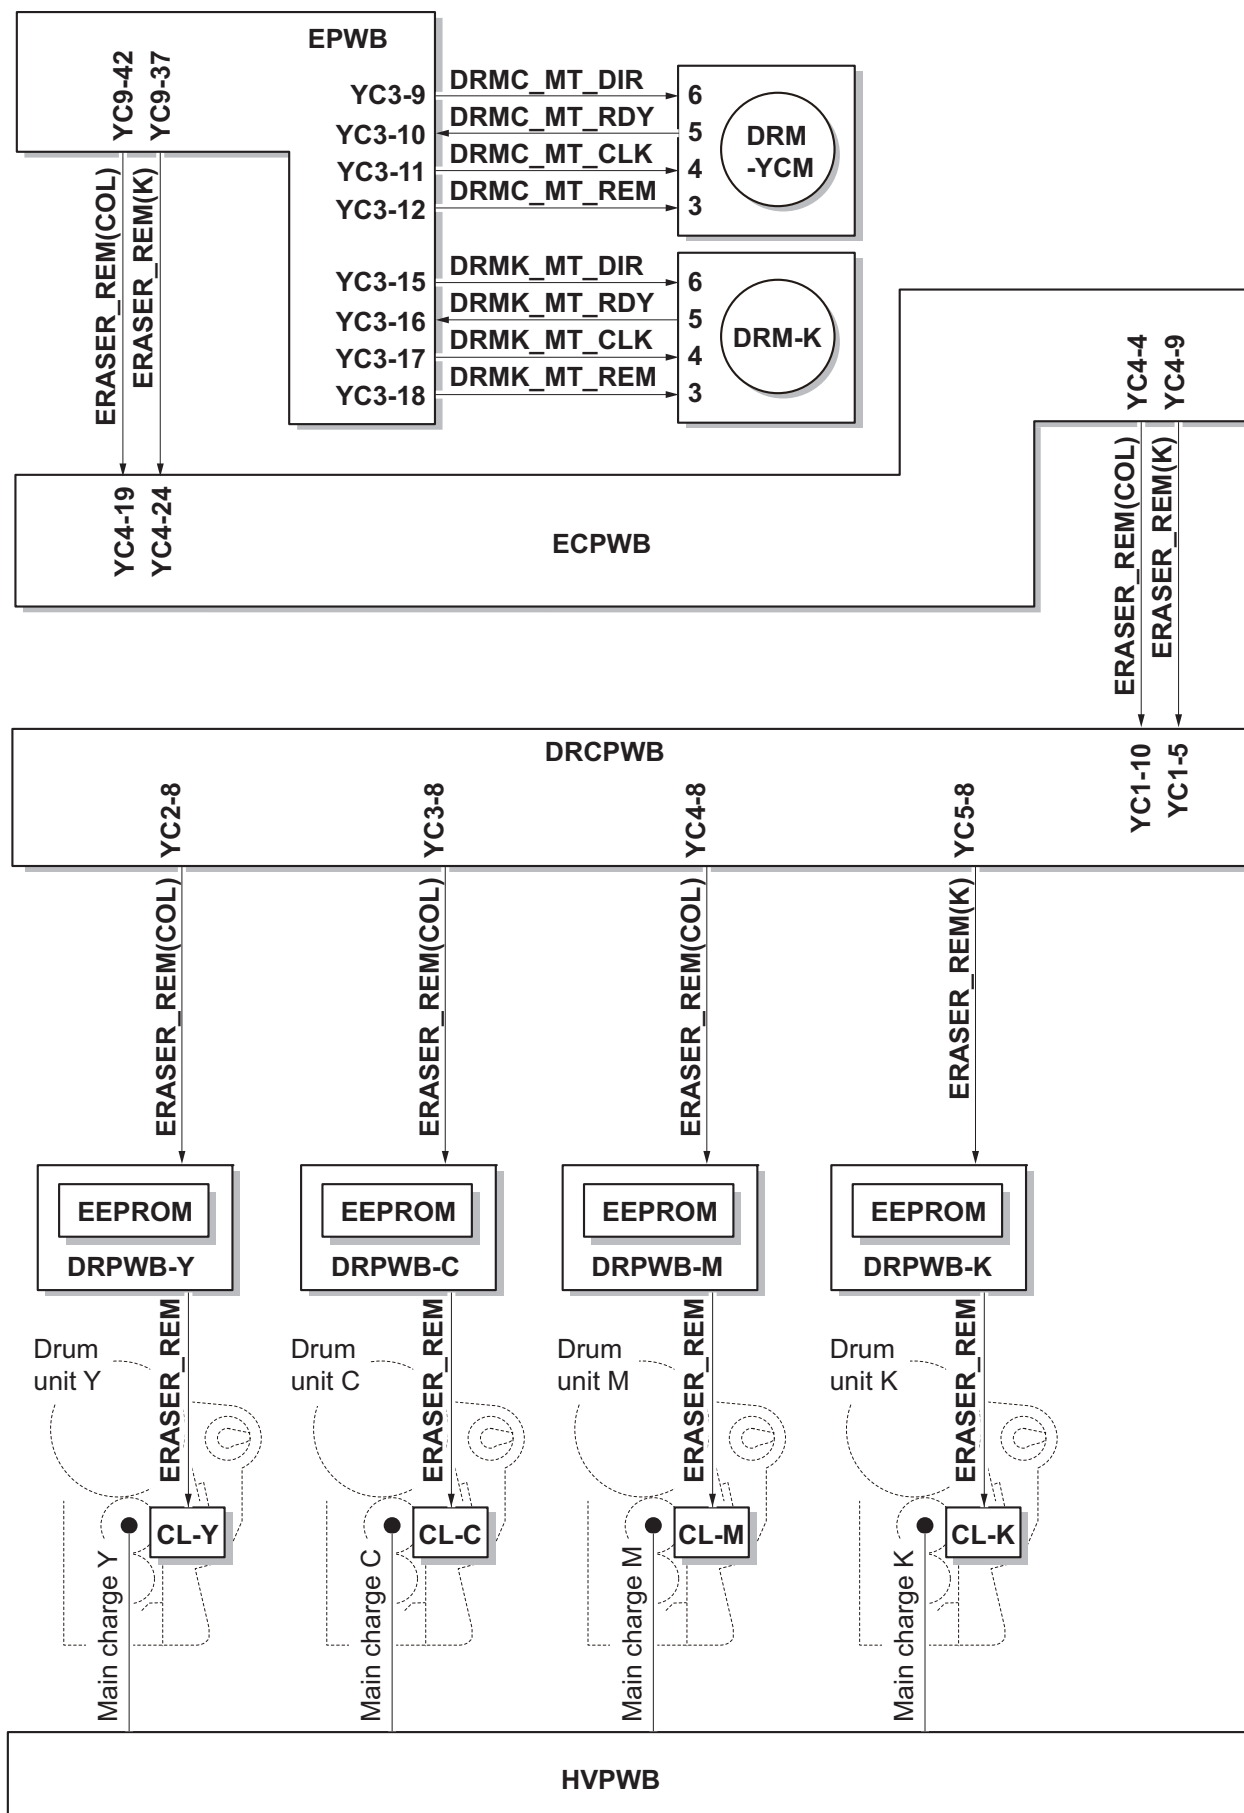 EPWB
YC9-42
YC9-37
YC3-9
DRMC_MT_DIR
6
YC3-10
DRMC_MT_RDY
5
YC3-11
DRMC_MT_CLK
4
YC3-12
DRMC_MT_REM
3
DRM
-YCM
YC3-15
DRMK_MT_DIR
6
YC3-16
DRMK_MT_RDY
5
YC3-17
DRMK_MT_CLK
4
YC3-18
DRMK_MT_REM
3
DRM-K
ERASER_REM(COL)
ERASER_REM(K)
YC4-19
YC4-24
ECPWB
YC4-4
YC4-9
ERASER_REM(COL)
ERASER_REM(K)
DRCPWB
YC1-10
YC1-5
YC2-8
YC3-8
YC4-8
YC5-8
ERASER_REM(COL)
ERASER_REM(COL)
ERASER_REM(COL)
ERASER_REM(K)
EEPROM
DRPWB-Y
EEPROM
DRPWB-C
EEPROM
DRPWB-M
EEPROM
DRPWB-K
Drum
unit Y
ERASER_REM
Drum
unit C
ERASER_REM
Drum
unit M
ERASER_REM
Drum
unit K
ERASER_REM
CL-Y
CL-C
CL-M
CL-K
Main charge Y
Main charge C
Main charge M
Main charge K
HVPWB